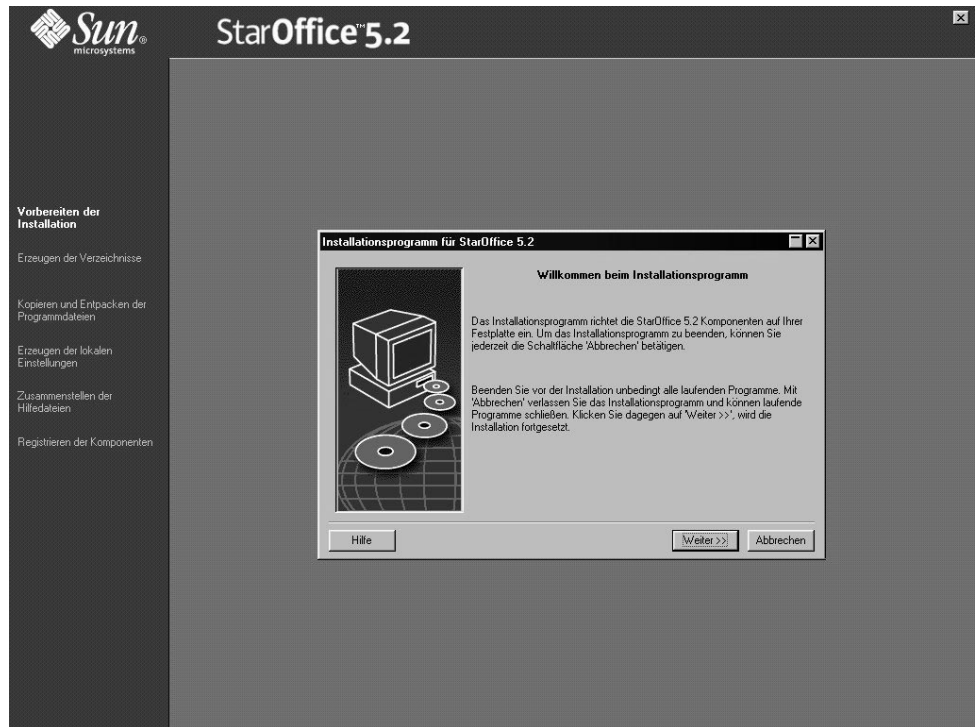 Sun®
microsystems
StarOffice™ 5.2
Vorbereiten der
Installation
Erzeugen der Verzeichnisse
Kopieren und Entpacken der
Programmdateien
Erzeugen der lokalen
Einstellungen
Zusammenstellen der
Hilfedateien
Registrieren der Komponenten
Installationsprogramm für StarOffice 5.2
Willkommen beim Installationsprogramm
Das Installationsprogramm richtet die StarOffice 5.2 Komponenten auf Ihrer
Festplatte ein. Um das Installationsprogramm zu beenden, können Sie
jederzeit die Schaltfläche 'Abbrechen' betätigen.
Beenden Sie vor der Installation unbedingt alle laufenden Programme. Mit
'Abbrechen' verlassen Sie das Installationsprogramm und können laufende
Programme schließen. Klicken Sie dagegen auf 'Weiter >>', wird die
Installation fortgesetzt.
Hilfe
Weiter >>
Abbrechen